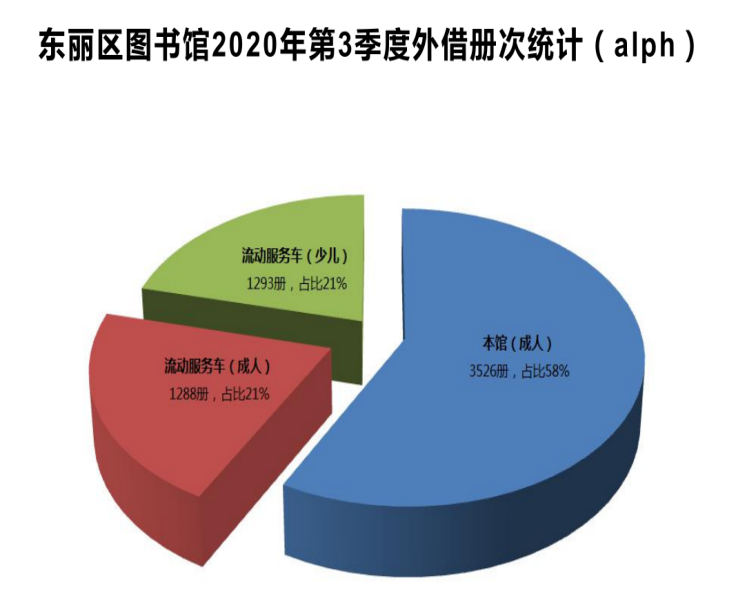 东丽区图书馆2020年第3季度外借册次统计（alph）
流动服务车（少儿）
1293册，占比21%
本馆（成人）
3526册，占比58%
流动服务车（成人）
1288册，占比21%